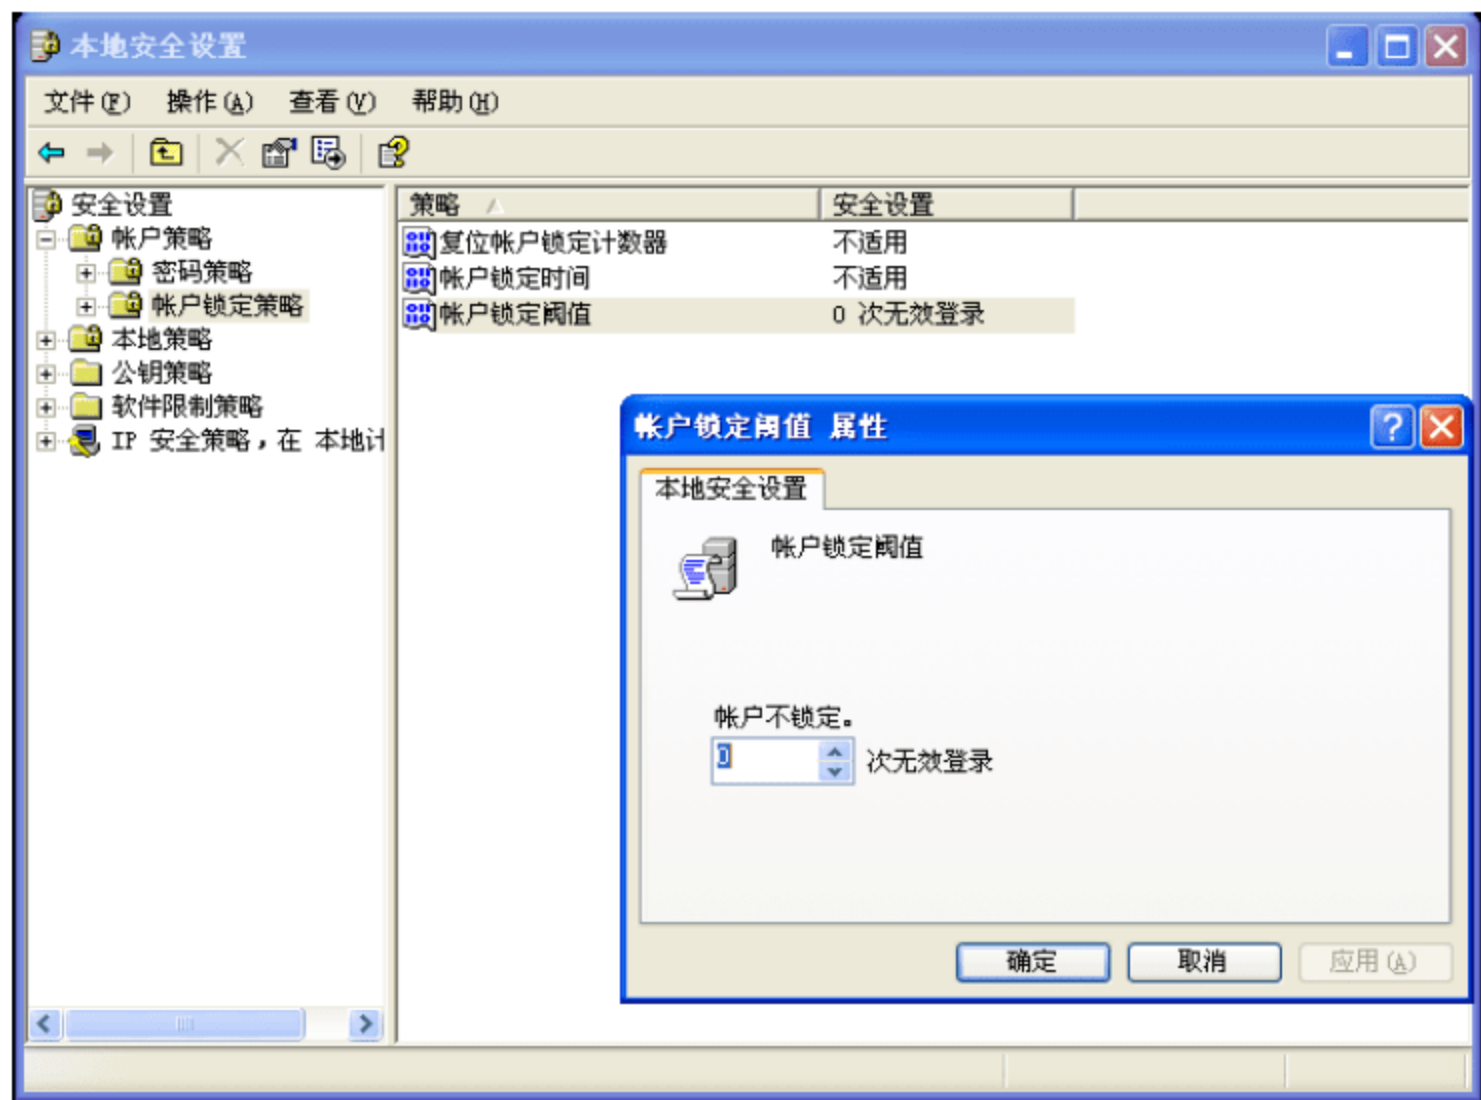 本地安全设置
文件(F) 操作(A) 查看(V) 帮助(H)
安全设置
帐户策略
密码策略
帐户锁定策略
本地策略
公钥策略
软件限制策略
IP 安全策略，在 本地计
策略 安全设置
复位帐户锁定计数器 不适用
帐户锁定时间 不适用
帐户锁定阈值 0 次无效登录
帐户锁定阈值 属性
本地安全设置
帐户锁定阈值
帐户不锁定。
0 次无效登录
确定 取消 应用(A)